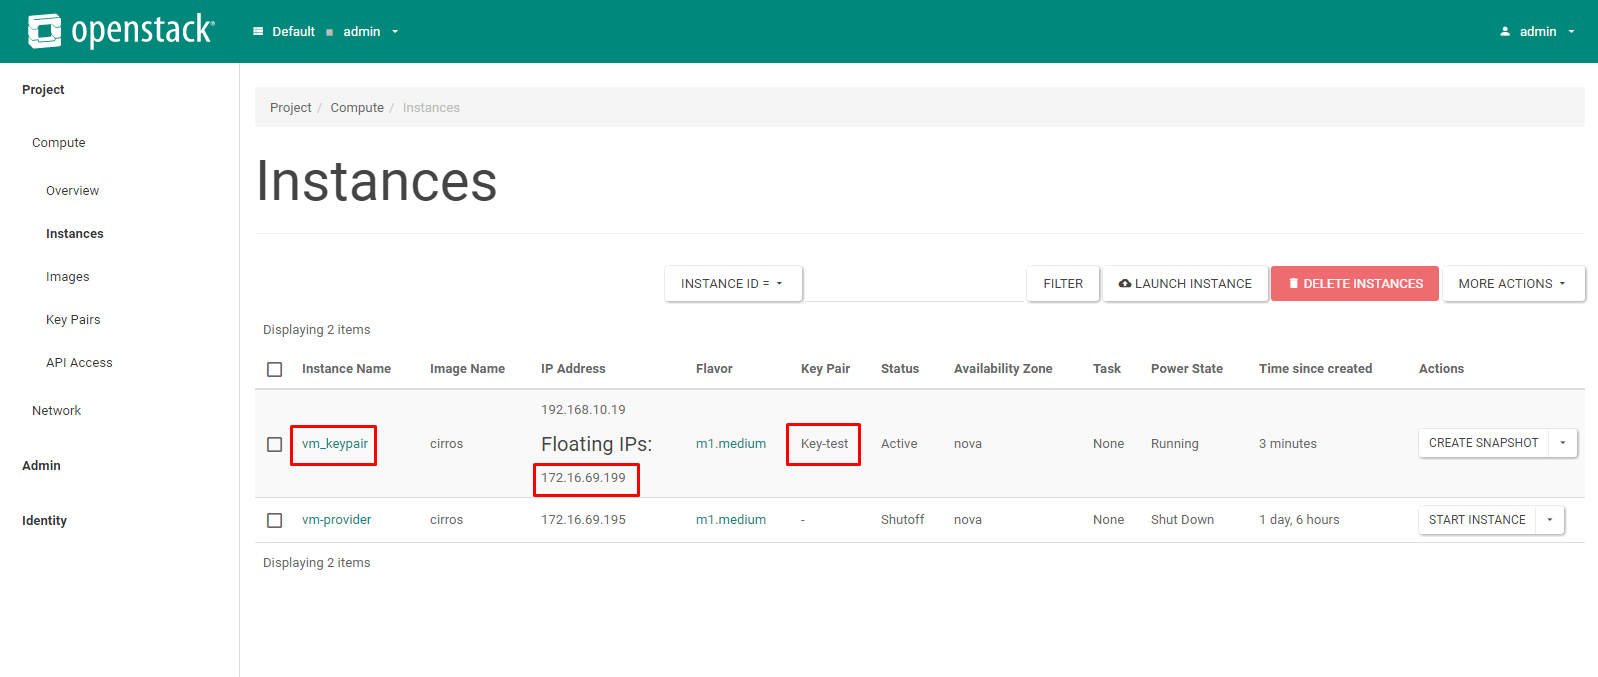 openstack Default admin admin
Project
Project / Compute / Instances
Compute
Instances
Overview
Instances
Images
Key Pairs
API Access
Network
Admin
Identity
INSTANCE ID = FILTER LAUNCH INSTANCE DELETE INSTANCES MORE ACTIONS
Displaying 2 items
Instance Name Image Name IP Address Flavor Key Pair Status Availability Zone Task Power State Time since created Actions
192.168.10.19
vm_keypair cirros Floating IPs: m1.medium Key-test Active nova None Running 3 minutes CREATE SNAPSHOT
172.16.69.199
vm-provider cirros 172.16.69.195 m1.medium - Shutoff nova None Shut Down 1 day, 6 hours START INSTANCE
Displaying 2 items